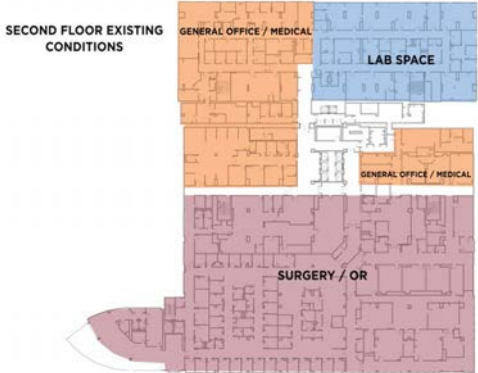 SECOND FLOOR EXISTING
CONDITIONS
GENERAL OFFICE / MEDICAL
LAB SPACE
GENERAL OFFICE / MEDICAL
SURGERY / OR